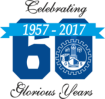 Celebrating
1957 - 2017
60
Glorious Years